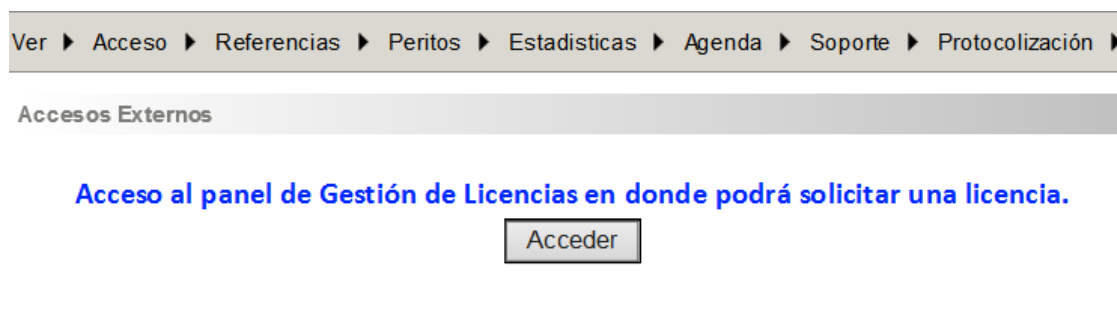 Ver ▶ Acceso ▶ Referencias ▶ Peritos ▶ Estadisticas ▶ Agenda ▶ Soporte ▶ Protocolización ▶
Accesos Externos
Acceso al panel de Gestión de Licencias en donde podrá solicitar una licencia.
Acceder